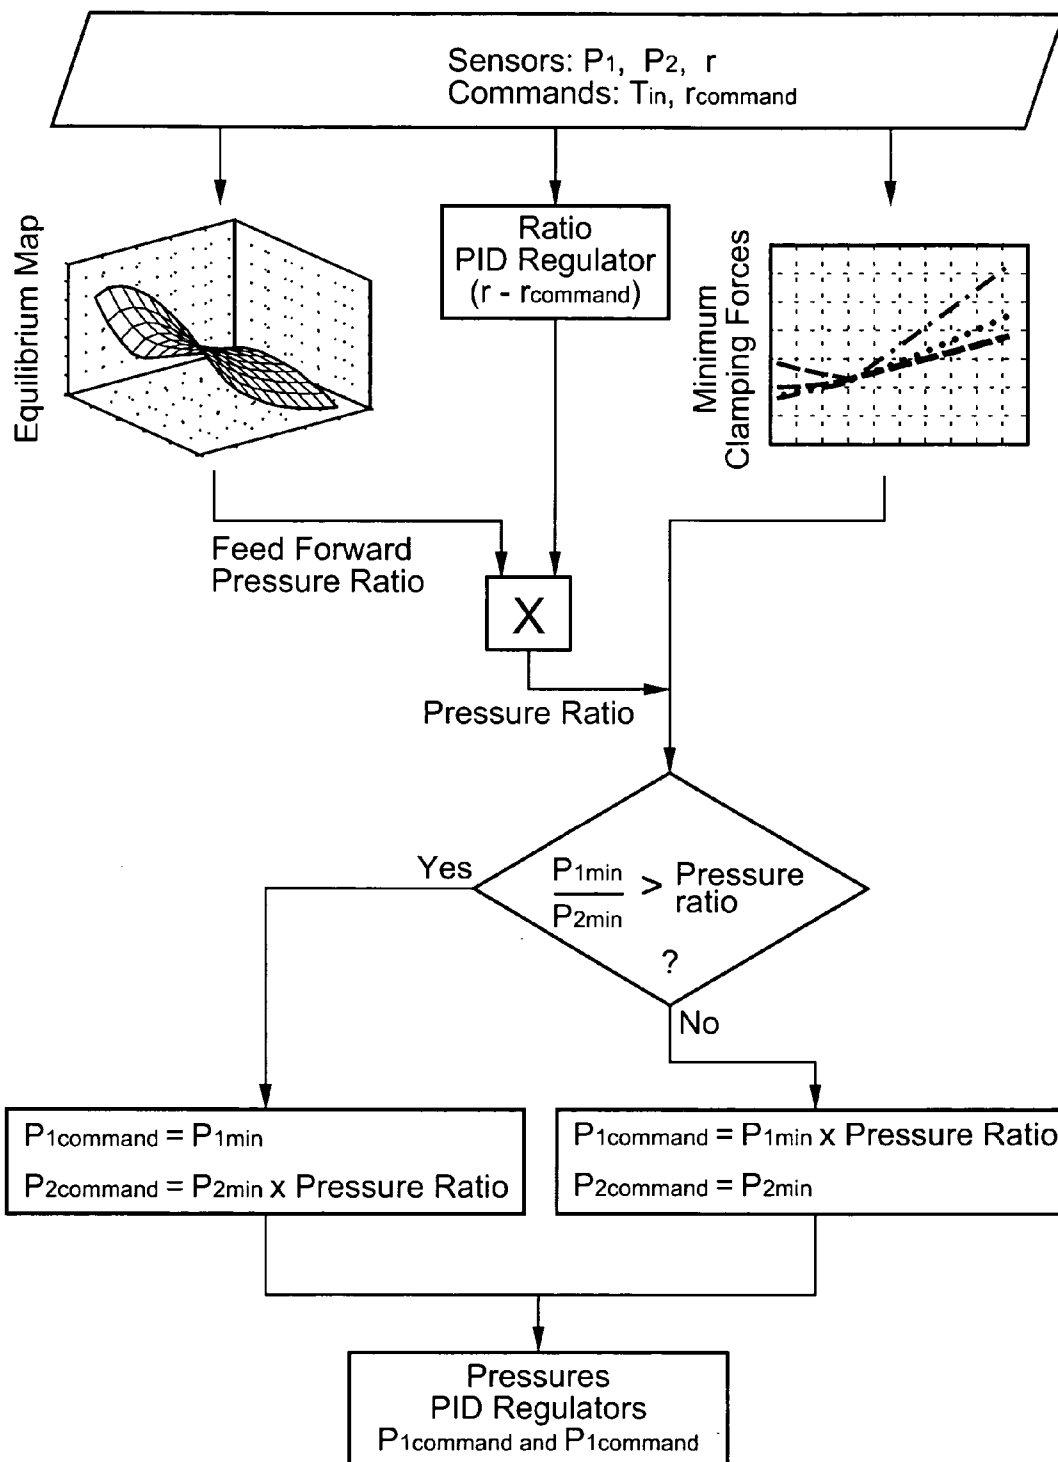 Sensors: P1, P2, r
Commands: Tin, rcommand
Equilibrium Map
Ratio
PID Regulator
(r - rcommand)
Minimum
Clamping Forces
Feed Forward
Pressure Ratio
X
Pressure Ratio
Yes
P1min
P2min
> Pressure
ratio
?
No
P1command = P1min
P2command = P2min x Pressure Ratio
P1command = P1min x Pressure Ratio
P2command = P2min
Pressures
PID Regulators
P1command and P1command